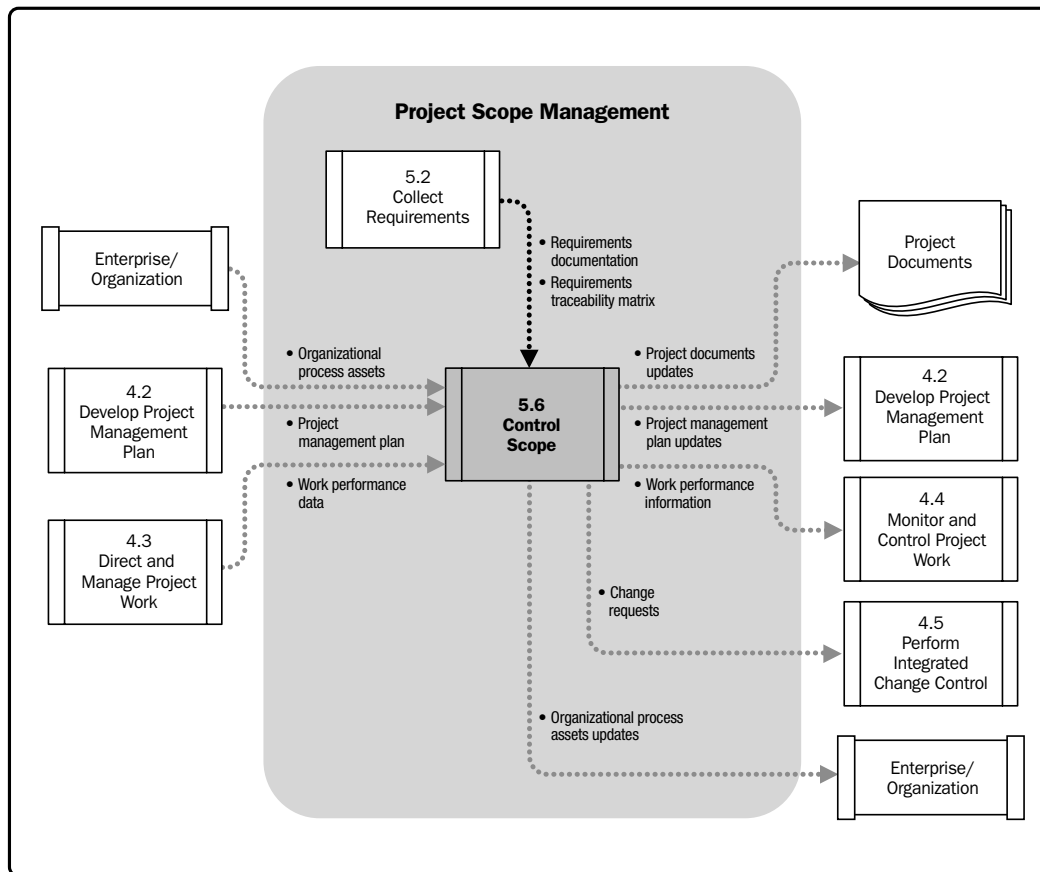 Project Scope Management
5.2
Collect
Requirements
Enterprise/
Organization
• Requirements
documentation
• Requirements
traceability matrix
Project
Documents
• Organizational
process assets
• Project documents
updates
4.2
Develop Project
Management
Plan
• Project
management plan
5.6
Control
Scope
• Project management
plan updates
4.2
Develop Project
Management
Plan
• Work performance
data
• Work performance
information
4.3
Direct and
Manage Project
Work
4.4
Monitor and
Control Project
Work
• Change
requests
4.5
Perform
Integrated
Change Control
• Organizational process
assets updates
Enterprise/
Organization